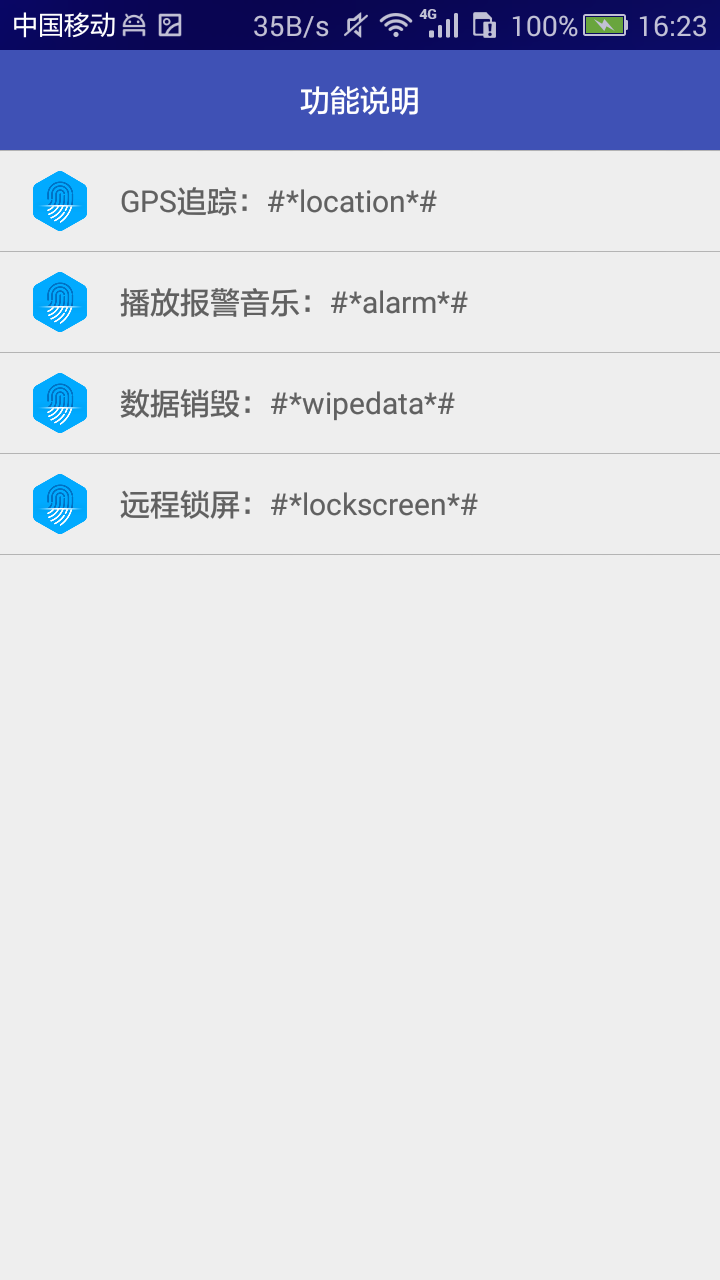 中国移动 35B/s 4G 100% 16:23
功能说明
GPS追踪：#*location*#
播放报警音乐：#*alarm*#
数据销毁：#*wipedata*#
远程锁屏：#*lockscreen*#